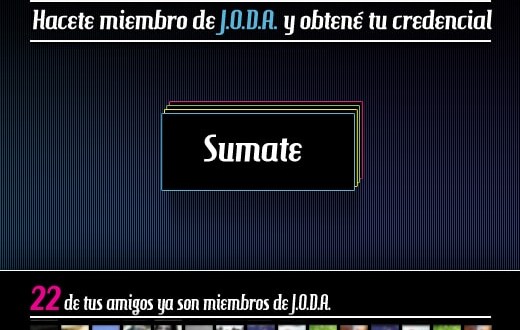 Hacete miembro de J.O.D.A. y obtené tu credencial
Sumate
22 de tus amigos ya son miembros de J.O.D.A.